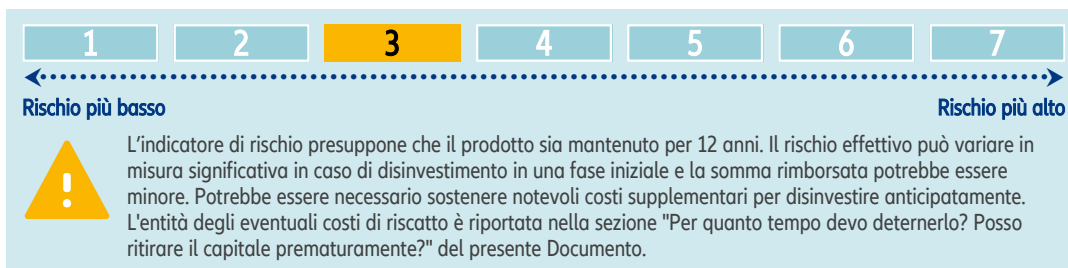 1 2 3 4 5 6 7
Rischio più basso Rischio più alto
L'indicatore di rischio presuppone che il prodotto sia mantenuto per 12 anni. Il rischio effettivo può variare in
misura significativa in caso di disinvestimento in una fase iniziale e la somma rimborsata potrebbe essere
minore. Potrebbe essere necessario sostenere notevoli costi supplementari per disinvestire anticipatamente.
L'entità degli eventuali costi di riscatto è riportata nella sezione "Per quanto tempo devo deternerlo? Posso
ritirare il capitale prematuramente?" del presente Documento.